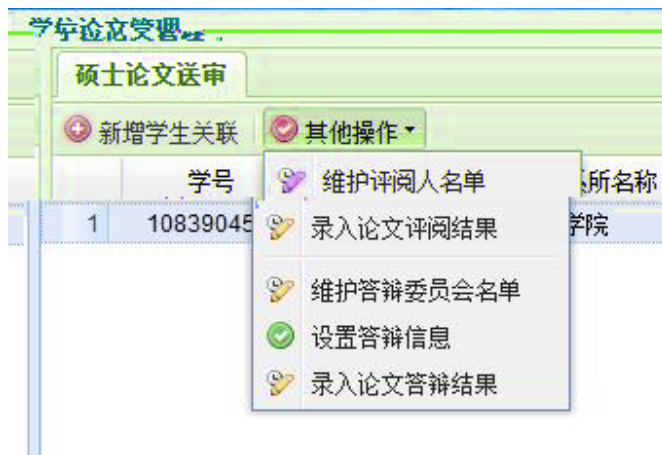 学位论文管理
硕士论文送审
新增学生关联 其他操作
学号 所名称
1 10839045 学院
维护评阅人名单
录入论文评阅结果
维护答辩委员会名单
设置答辩信息
录入论文答辩结果